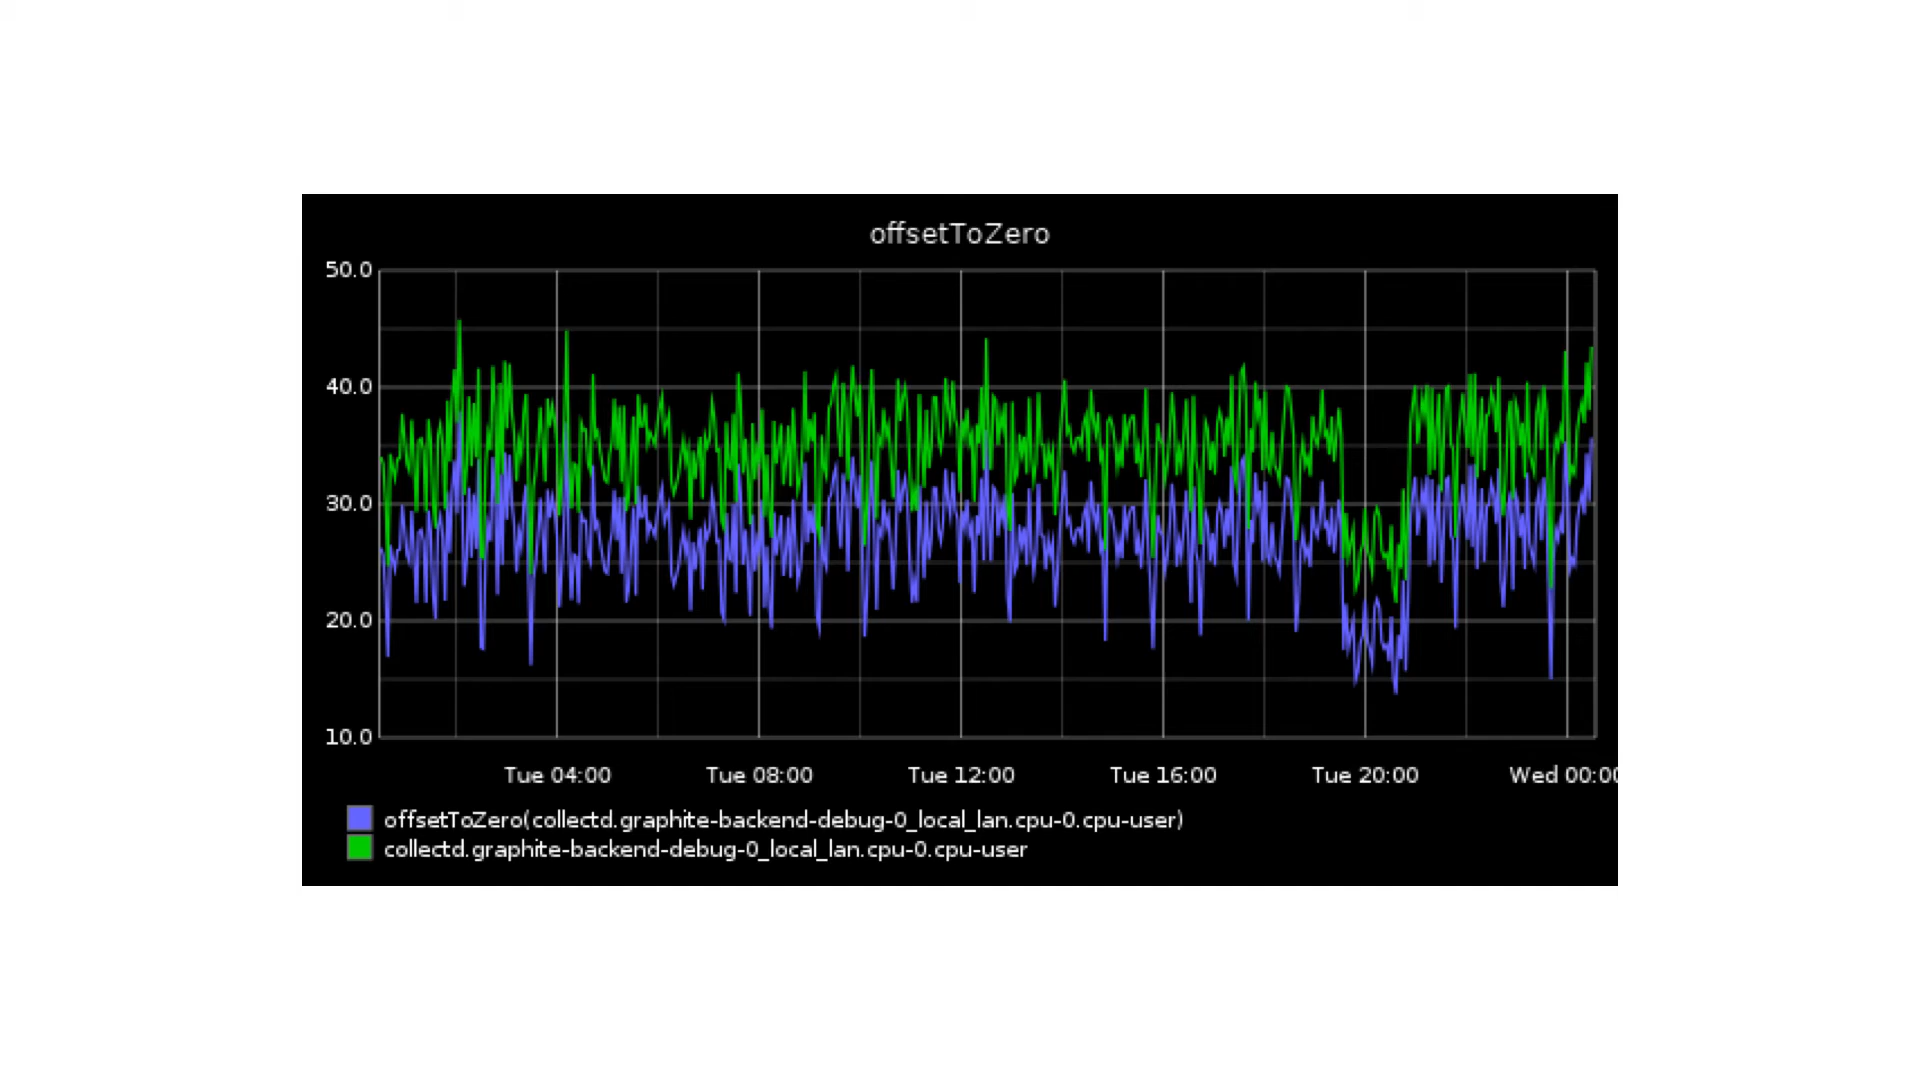 offsetToZero
50.0
40.0
30.0
20.0
10.0
Tue 04:00 Tue 08:00 Tue 12:00 Tue 16:00 Tue 20:00 Wed 00:00
offsetToZero(collectd.graphite-backend-debug-0_local_lan.cpu-0.cpu-user)
collectd.graphite-backend-debug-0_local_lan.cpu-0.cpu-user